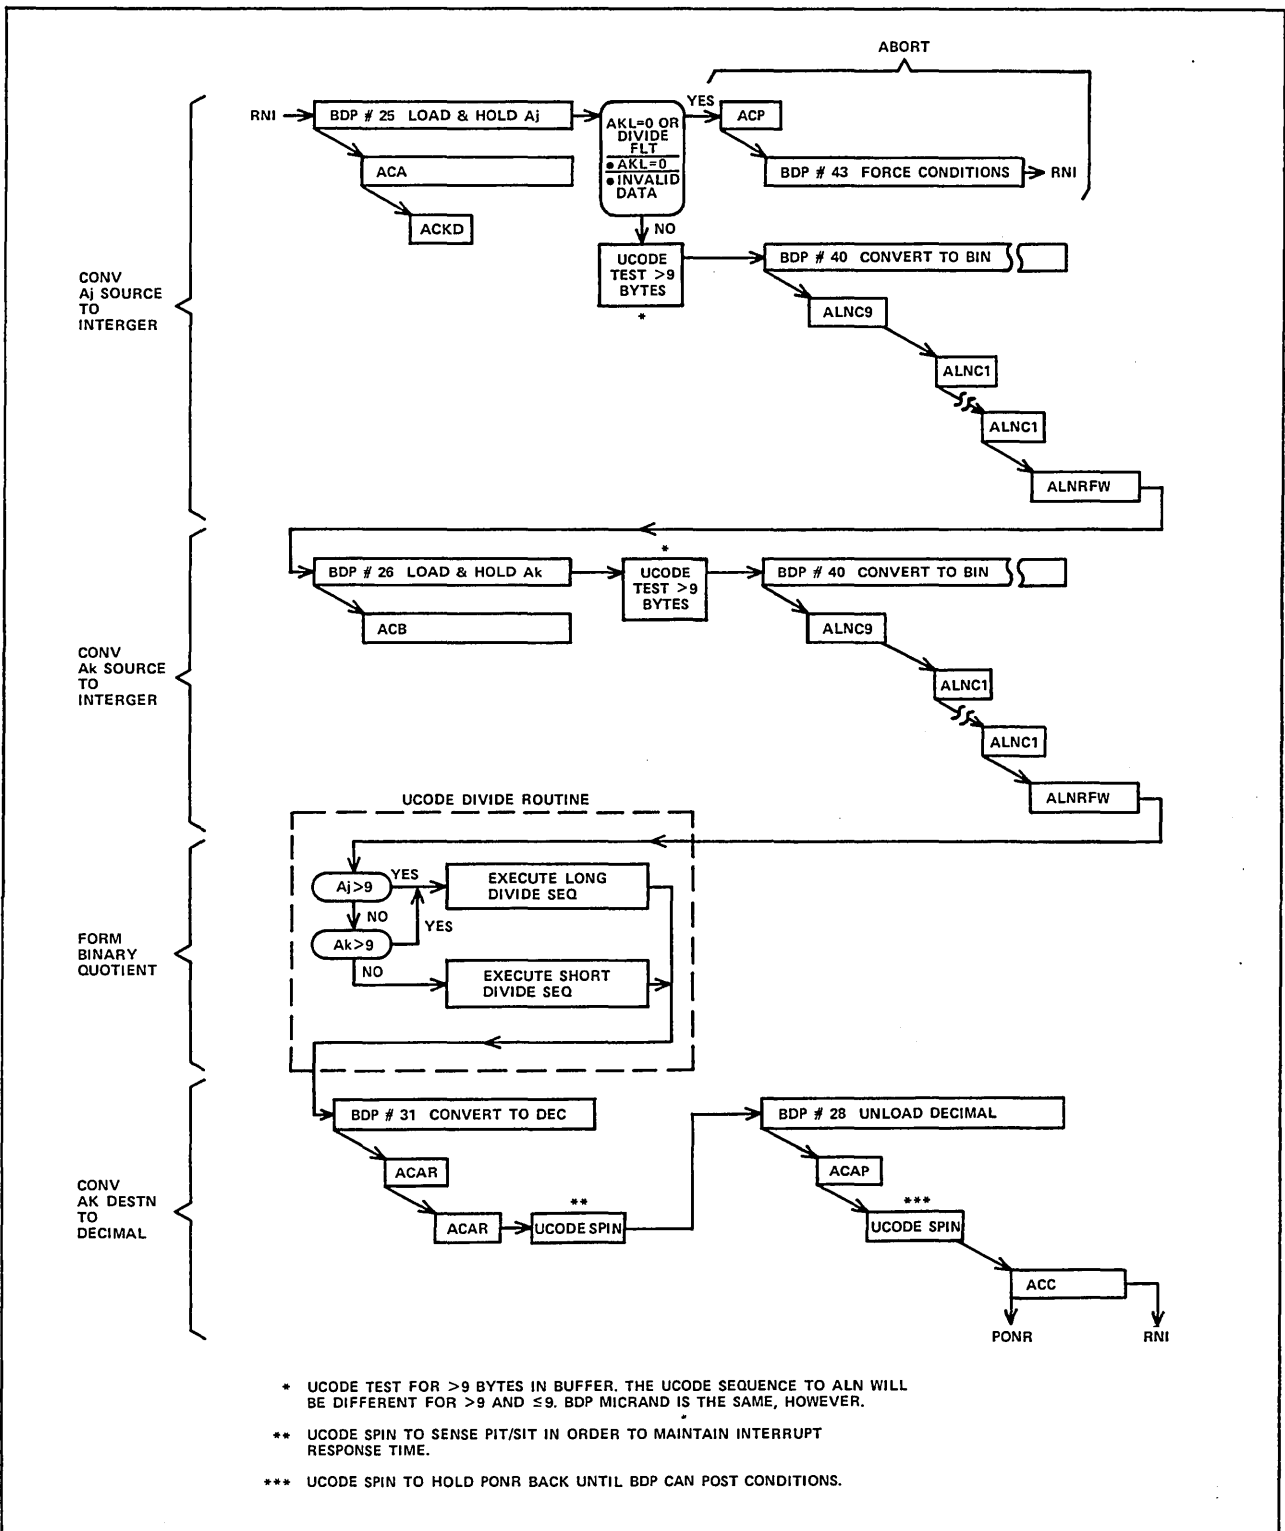 ABORT
RNI
BDP # 25 LOAD & HOLD Aj
AKL=0 OR
DIVIDE
FLT
• AKL=0
• INVALID
DATA
YES
ACP
ACA
BDP # 43 FORCE CONDITIONS
RNI
ACKD
NO
UCODE
TEST >9
BYTES
*
BDP # 40 CONVERT TO BIN
CONV
Aj SOURCE
TO
INTERGER
ALNC9
ALNC1
ALNC1
ALNRFW
BDP # 26 LOAD & HOLD Ak
*
UCODE
TEST >9
BYTES
BDP # 40 CONVERT TO BIN
ACB
ALNC9
CONV
Ak SOURCE
TO
INTERGER
ALNC1
ALNC1
ALNRFW
UCODE DIVIDE ROUTINE
Aj>9
YES
EXECUTE LONG
DIVIDE SEQ
NO
YES
Ak>9
NO
EXECUTE SHORT
DIVIDE SEQ
FORM
BINARY
QUOTIENT
BDP # 31 CONVERT TO DEC
BDP # 28 UNLOAD DECIMAL
CONV
AK DESTN
TO
DECIMAL
ACAR
ACAR
**
UCODE SPIN
ACAP
***
UCODE SPIN
ACC
PONR
RNI
* UCODE TEST FOR >9 BYTES IN BUFFER. THE UCODE SEQUENCE TO ALN WILL
BE DIFFERENT FOR >9 AND ≤9. BDP MICRAND IS THE SAME, HOWEVER.
** UCODE SPIN TO SENSE PIT/SIT IN ORDER TO MAINTAIN INTERRUPT
RESPONSE TIME.
*** UCODE SPIN TO HOLD PONR BACK UNTIL BDP CAN POST CONDITIONS.